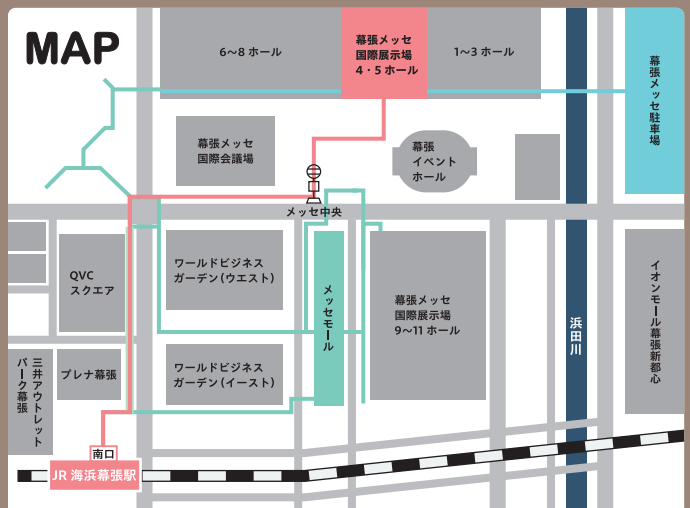 MAP
6〜8 ホール
幕張メッセ
国際展示場
4・5 ホール
1〜3 ホール
幕張メッセ駐車場
幕張メッセ
国際会議場
幕張
イベント
ホール
メッセ中央
QVC
スクエア
ワールドビジネス
ガーデン(ウエスト)
メッセモール
幕張メッセ
国際展示場
9〜11 ホール
浜田川
イオンモール幕張新都心
三井アウトレット
パーク幕張
プレナ幕張
ワールドビジネス
ガーデン(イースト)
南口
JR 海浜幕張駅